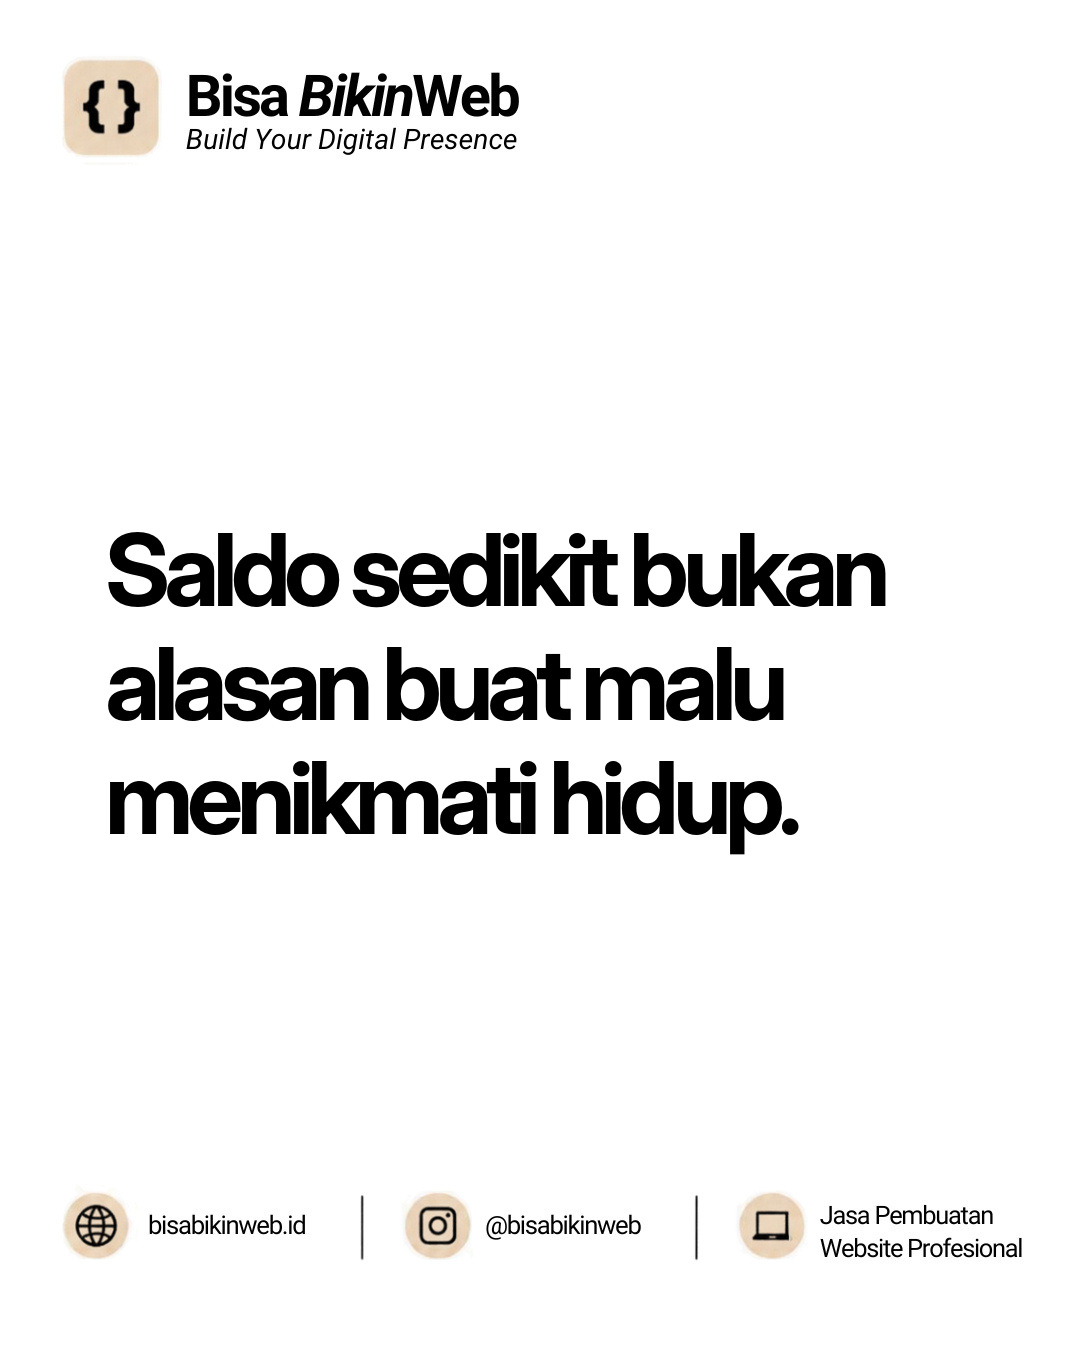 { }
Bisa BikinWeb
Build Your Digital Presence
Saldo sedikit bukan
alasan buat malu
menikmati hidup.
bisabikinweb.id
@bisabikinweb
Jasa Pembuatan
Website Profesional